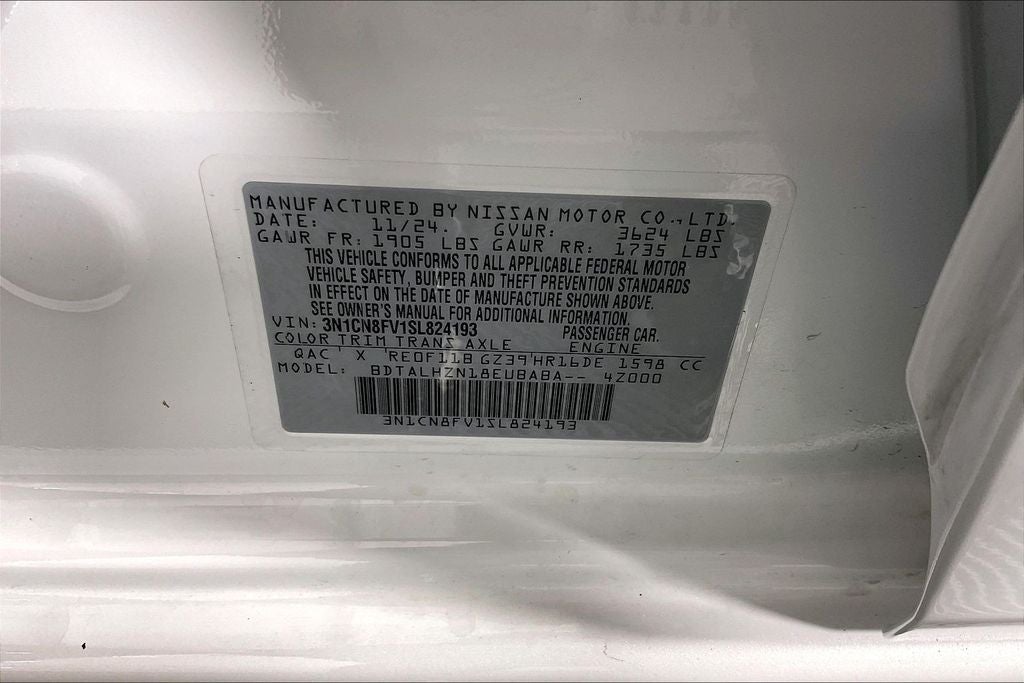 MANUFACTURED BY NISSAN MOTOR CO., LTD.
DATE: 11/24. GVWR: 3624 LBS
GAWR FR: 1905 LBS GAWR RR: 1735 LBS
THIS VEHICLE CONFORMS TO ALL APPLICABLE FEDERAL MOTOR
VEHICLE SAFETY, BUMPER AND THEFT PREVENTION STANDARDS
IN EFFECT ON THE DATE OF MANUFACTURE SHOWN ABOVE.
SEE OWNER'S MANUAL FOR ADDITIONAL INFORMATION.
VIN: 3N1CN8FV1SL824193 PASSENGER CAR.
COLOR TRIM TRANS AXLE ENGINE
QAC X RE0F11B GZ39 HR16DE 1598 CC
MODEL: BDTALHZN18EUBABA-- 4Z000
3N1CN8FV1SL824193